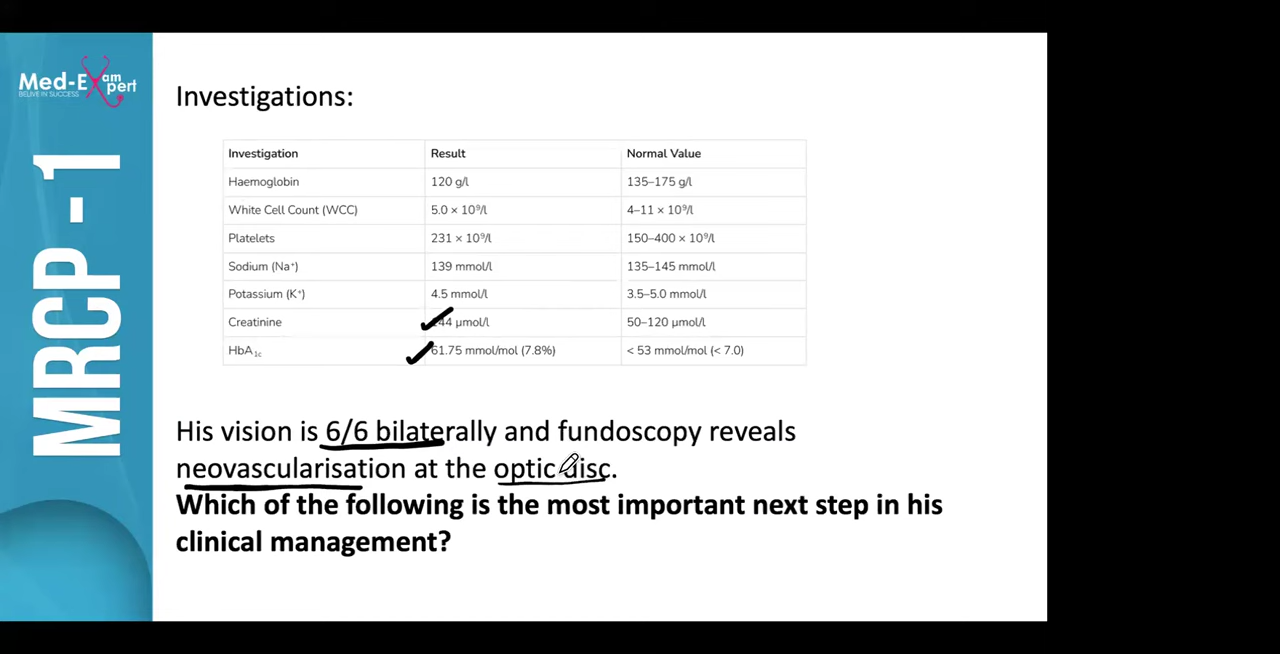 Med-Exam
pert
BELIVE IN SUCCESS
MRCP - 1
Investigations:
Investigation Result Normal Value
Haemoglobin 120 g/l 135–175 g/l
White Cell Count (WCC) 5.0 × 10⁹/l 4–11 × 10⁹/l
Platelets 231 × 10⁹/l 150–400 × 10⁹/l
Sodium (Na⁺) 139 mmol/l 135–145 mmol/l
Potassium (K⁺) 4.5 mmol/l 3.5–5.0 mmol/l
Creatinine µmol/l 50–120 µmol/l
HbA1c 61.75 mmol/mol (7.8%) < 53 mmol/mol (< 7.0)
His vision is 6/6 bilaterally and fundoscopy reveals
neovascularisation at the optic disc.
Which of the following is the most important next step in his
clinical management?